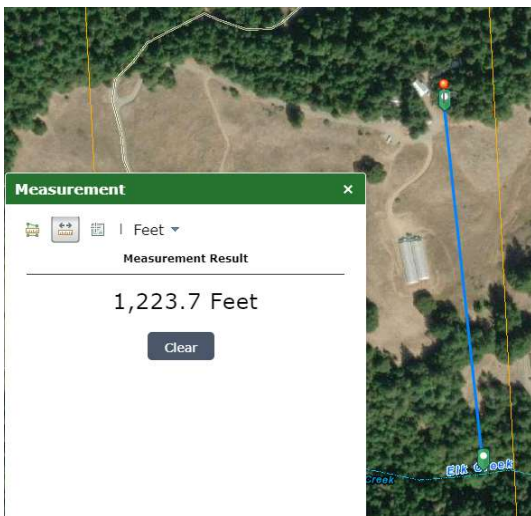 Measurement ×
Feet
Measurement Result
1,223.7 Feet
Clear
Elk Creek
Creek